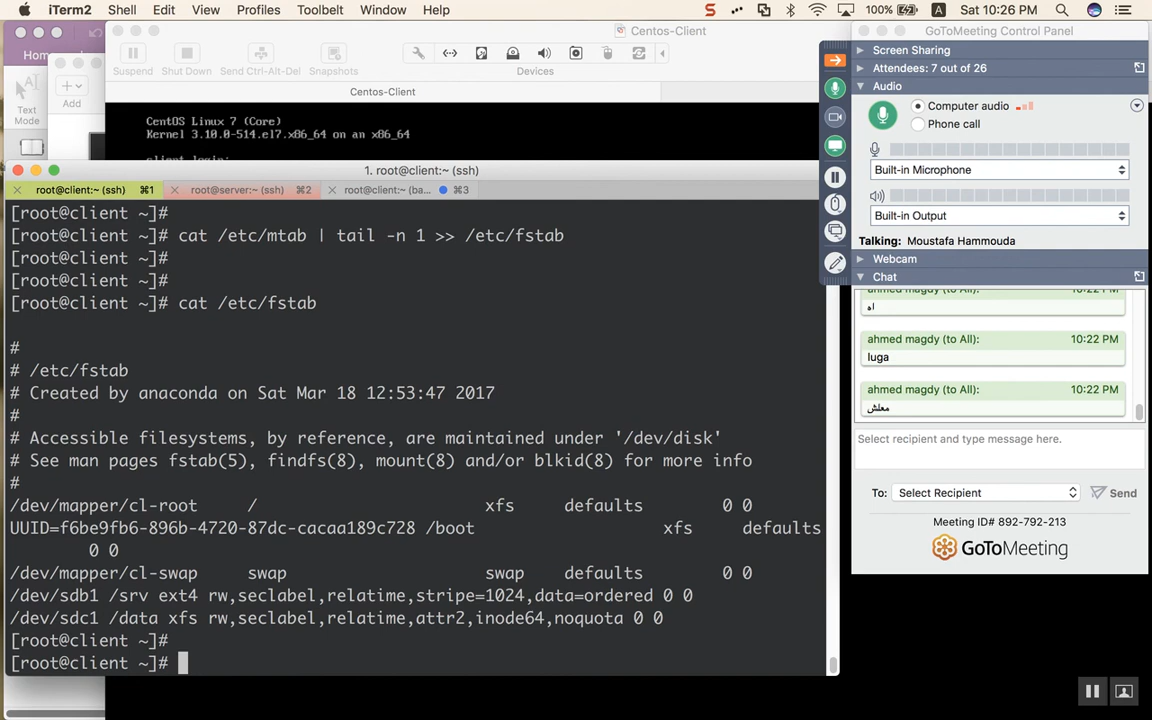 iTerm2 Shell Edit View Profiles Toolbelt Window Help
100% A Sat 10:26 PM
Centos-Client
GoToMeeting Control Panel
Suspend Shut Down Send Ctrl-Alt-Del Snapshots Devices
Centos-Client
Text
Mode
Add
CentOS Linux 7 (Core)
Kernel 3.10.0-514.el7.x86_64 on an x86_64
client login:
1. root@client:~ (ssh)
root@client:~ (ssh) ⌘1 root@server:~ (ssh) ⌘2 root@client:~ (ba... ⌘3
[root@client ~]#
[root@client ~]# cat /etc/mtab | tail -n 1 >> /etc/fstab
[root@client ~]#
[root@client ~]#
[root@client ~]# cat /etc/fstab
#
# /etc/fstab
# Created by anaconda on Sat Mar 18 12:53:47 2017
#
# Accessible filesystems, by reference, are maintained under '/dev/disk'
# See man pages fstab(5), findfs(8), mount(8) and/or blkid(8) for more info
#
/dev/mapper/cl-root / xfs defaults 0 0
UUID=f6be9fb6-896b-4720-87dc-cacaa189c728 /boot xfs defaults
0 0
/dev/mapper/cl-swap swap swap defaults 0 0
/dev/sdb1 /srv ext4 rw,seclabel,relatime,stripe=1024,data=ordered 0 0
/dev/sdc1 /data xfs rw,seclabel,relatime,attr2,inode64,noquota 0 0
[root@client ~]#
[root@client ~]#
Screen Sharing
Attendees: 7 out of 26
Audio
Computer audio
Phone call
Built-in Microphone
Built-in Output
Talking: Moustafa Hammouda
Webcam
Chat
اه
ahmed magdy (to All): 10:22 PM
luga
ahmed magdy (to All): 10:22 PM
معلش
Select recipient and type message here.
To: Select Recipient Send
Meeting ID# 892-792-213
GoToMeeting